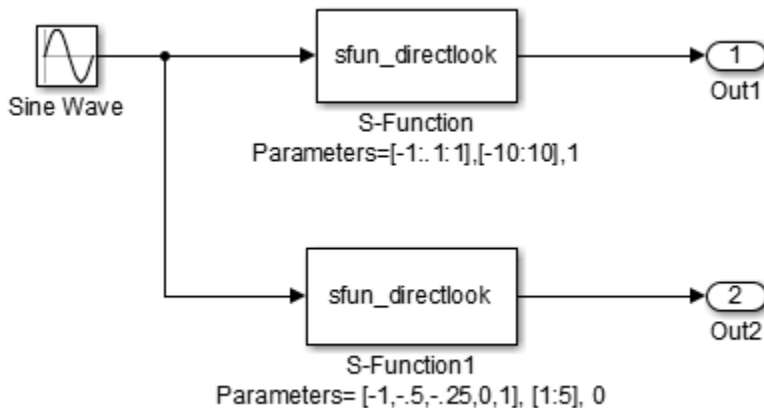 sfun_directlook
1
Sine Wave
Out1
S-Function
Parameters=[-1:.1:1],[-10:10],1
sfun_directlook
2
Out2
S-Function1
Parameters= [-1,-.5,-.25,0,1], [1:5], 0